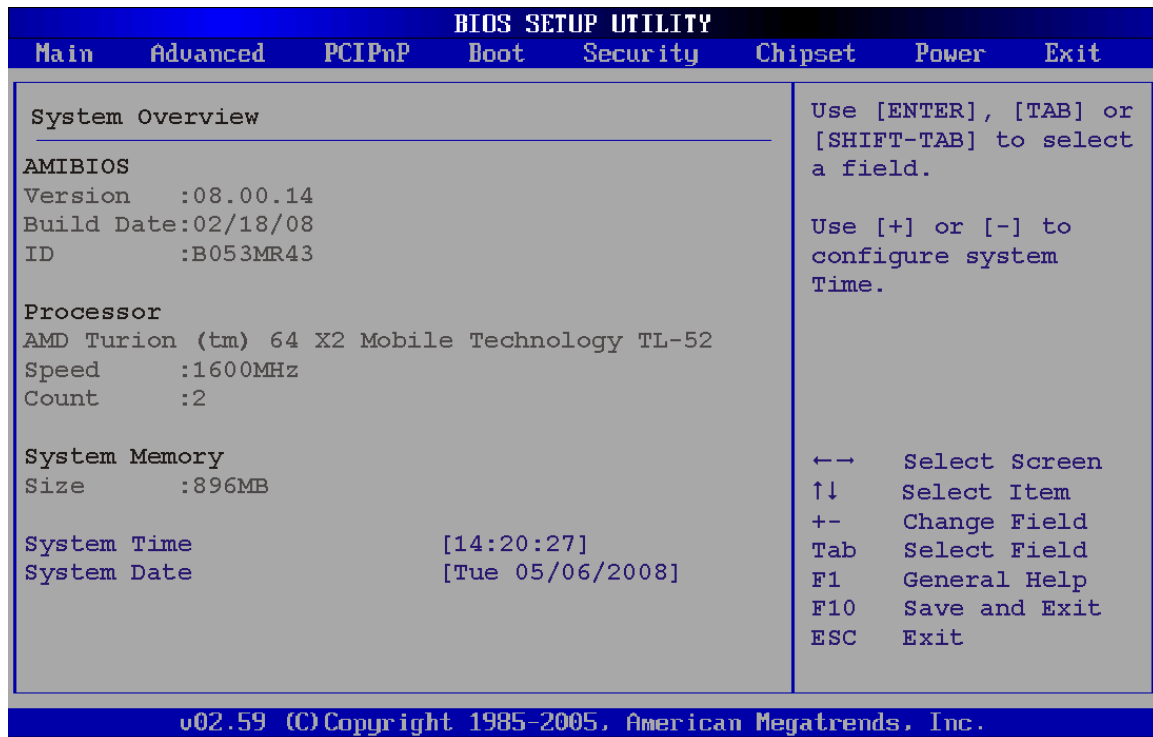 BIOS SETUP UTILITY
Main Advanced PCIPnP Boot Security Chipset Power Exit
System Overview
AMIBIOS
Version :08.00.14
Build Date:02/18/08
ID :B053MR43
Processor
AMD Turion (tm) 64 X2 Mobile Technology TL-52
Speed :1600MHz
Count :2
System Memory
Size :896MB
System Time [14:20:27]
System Date [Tue 05/06/2008]
Use [ENTER], [TAB] or
[SHIFT-TAB] to select
a field.
Use [+] or [-] to
configure system
Time.
←→ Select Screen
↑↓ Select Item
+- Change Field
Tab Select Field
F1 General Help
F10 Save and Exit
ESC Exit
v02.59 (C)Copyright 1985-2005, American Megatrends, Inc.